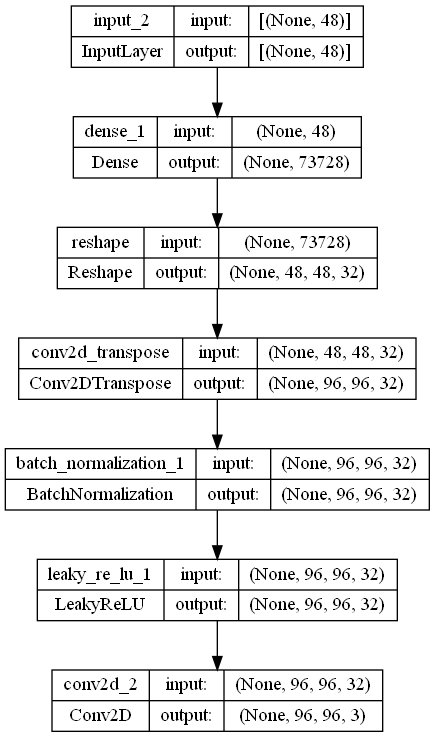 input_2 input: [(None, 48)]
InputLayer output: [(None, 48)]
dense_1 input: (None, 48)
Dense output: (None, 73728)
reshape input: (None, 73728)
Reshape output: (None, 48, 48, 32)
conv2d_transpose input: (None, 48, 48, 32)
Conv2DTranspose output: (None, 96, 96, 32)
batch_normalization_1 input: (None, 96, 96, 32)
BatchNormalization output: (None, 96, 96, 32)
leaky_re_lu_1 input: (None, 96, 96, 32)
LeakyReLU output: (None, 96, 96, 32)
conv2d_2 input: (None, 96, 96, 32)
Conv2D output: (None, 96, 96, 3)